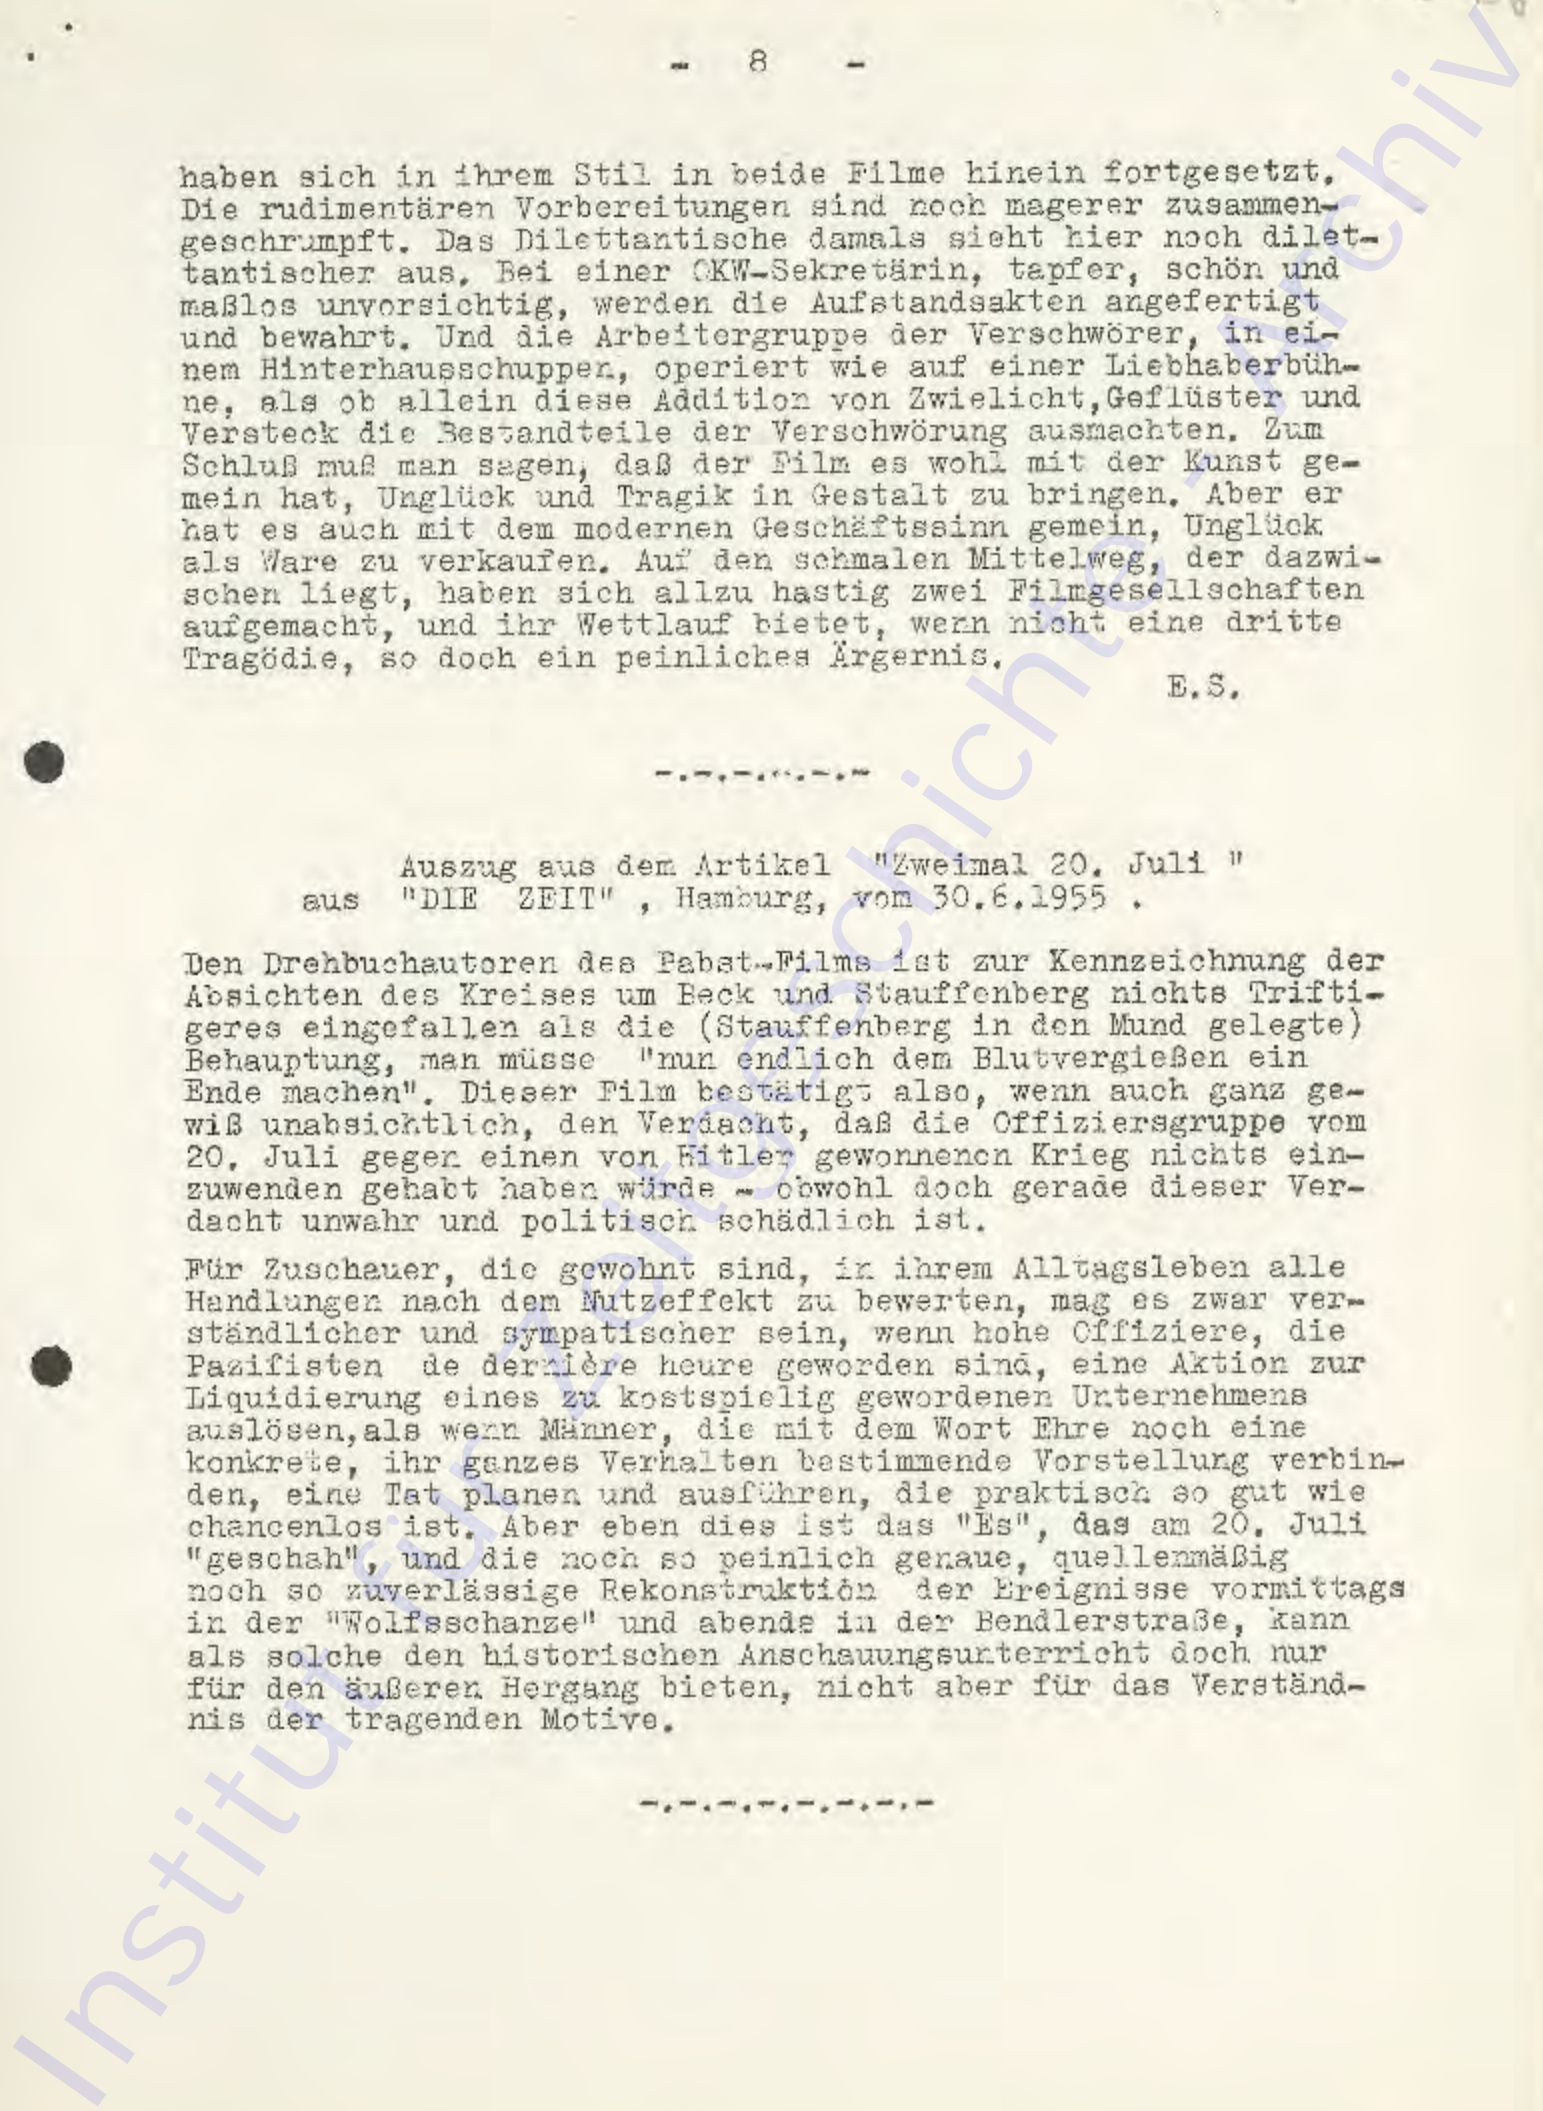 - 8 -
haben sich in ihrem Stil in beide Filme hinein fortgesetzt.
Die rudimentären Vorbereitungen sind noch magerer zusammen-
geschrumpft. Das Dilettantische damals sieht hier noch dilet-
tantischer aus. Bei einer OKW-Sekretärin, tapfer, schön und
maßlos unvorsichtig, werden die Aufstandsakten angefertigt
und bewahrt. Und die Arbeitergruppe der Verschwörer, in ei-
nem Hinterhausschuppen, operiert wie auf einer Liebhaberbüh-
ne, als ob allein diese Addition von Zwielicht,Geflüster und
Versteck die Bestandteile der Verschwörung ausmachten. Zum
Schluß muß man sagen, daß der Film es wohl mit der Kunst ge-
mein hat, Unglück und Tragik in Gestalt zu bringen. Aber er
hat es auch mit dem modernen Geschäftssinn gemein, Unglück
als Ware zu verkaufen. Auf den schmalen Mittelweg, der dazwi-
schen liegt, haben sich allzu hastig zwei Filmgesellschaften
aufgemacht, und ihr Wettlauf bietet, wenn nicht eine dritte
Tragödie, so doch ein peinliches Ärgernis.
E.S.
-.-.-.-.-.-
Auszug aus dem Artikel "Zweimal 20. Juli "
aus "DIE ZEIT" , Hamburg, vom 30.6.1955 .
Den Drehbuchautoren des Pabst-Films ist zur Kennzeichnung der
Absichten des Kreises um Beck und Stauffenberg nichts Trifti-
geres eingefallen als die (Stauffenberg in den Mund gelegte)
Behauptung, man müsse "nun endlich dem Blutvergießen ein
Ende machen". Dieser Film bestätigt also, wenn auch ganz ge-
wiß unabsichtlich, den Verdacht, daß die Offiziersgruppe vom
20. Juli gegen einen von Hitler gewonnenen Krieg nichts ein-
zuwenden gehabt haben würde - obwohl doch gerade dieser Ver-
dacht unwahr und politisch schädlich ist.
Für Zuschauer, die gewohnt sind, in ihrem Alltagsleben alle
Handlungen nach dem Nutzeffekt zu bewerten, mag es zwar ver-
ständlicher und sympatischer sein, wenn hohe Offiziere, die
Pazifisten de dernière heure geworden sind, eine Aktion zur
Liquidierung eines zu kostspielig gewordenen Unternehmens
auslösen,als wenn Männer, die mit dem Wort Ehre noch eine
konkrete, ihr ganzes Verhalten bestimmende Vorstellung verbin-
den, eine Tat planen und ausführen, die praktisch so gut wie
chancenlos ist. Aber eben dies ist das "Es", das am 20. Juli
"geschah", und die noch so peinlich genaue, quellenmäßig
noch so zuverlässige Rekonstruktion der Ereignisse vormittags
in der "Wolfsschanze" und abends in der Bendlerstraße, kann
als solche den historischen Anschauungsunterricht doch nur
für den äußeren Hergang bieten, nicht aber für das Verständ-
nis der tragenden Motive.
-.-.-.-.-.-.-.-
Institut für Zeitgeschichte - Archiv